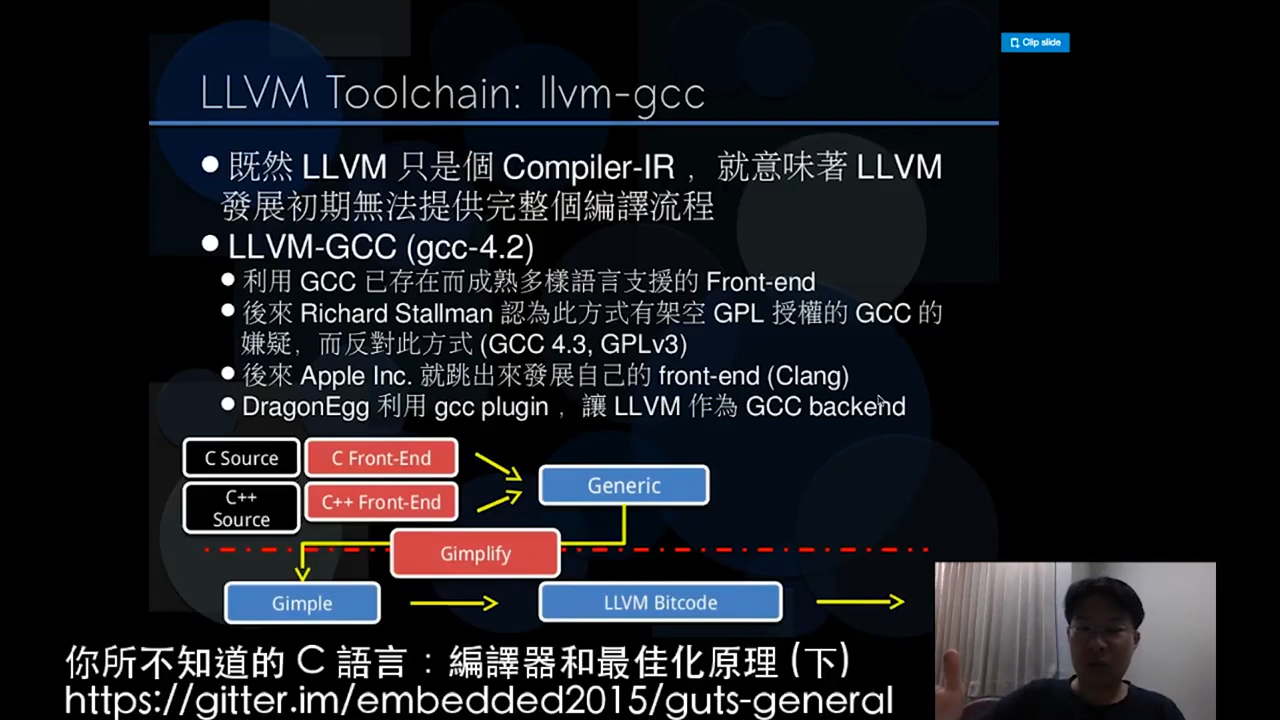 Clip slide
LLVM Toolchain: llvm-gcc
既然 LLVM 只是個 Compiler-IR ，就意味著 LLVM
發展初期無法提供完整個編譯流程
LLVM-GCC (gcc-4.2)
利用 GCC 已存在而成熟多樣語言支援的 Front-end
後來 Richard Stallman 認為此方式有架空 GPL 授權的 GCC 的
嫌疑，而反對此方式 (GCC 4.3, GPLv3)
後來 Apple Inc. 就跳出來發展自己的 front-end (Clang)
DragonEgg 利用 gcc plugin ，讓 LLVM 作為 GCC backend
C Source
C Front-End
C++
Source
C++ Front-End
Generic
Gimplify
Gimple
LLVM Bitcode
你所不知道的 C 語言：編譯器和最佳化原理 (下)
https://gitter.im/embedded2015/guts-general